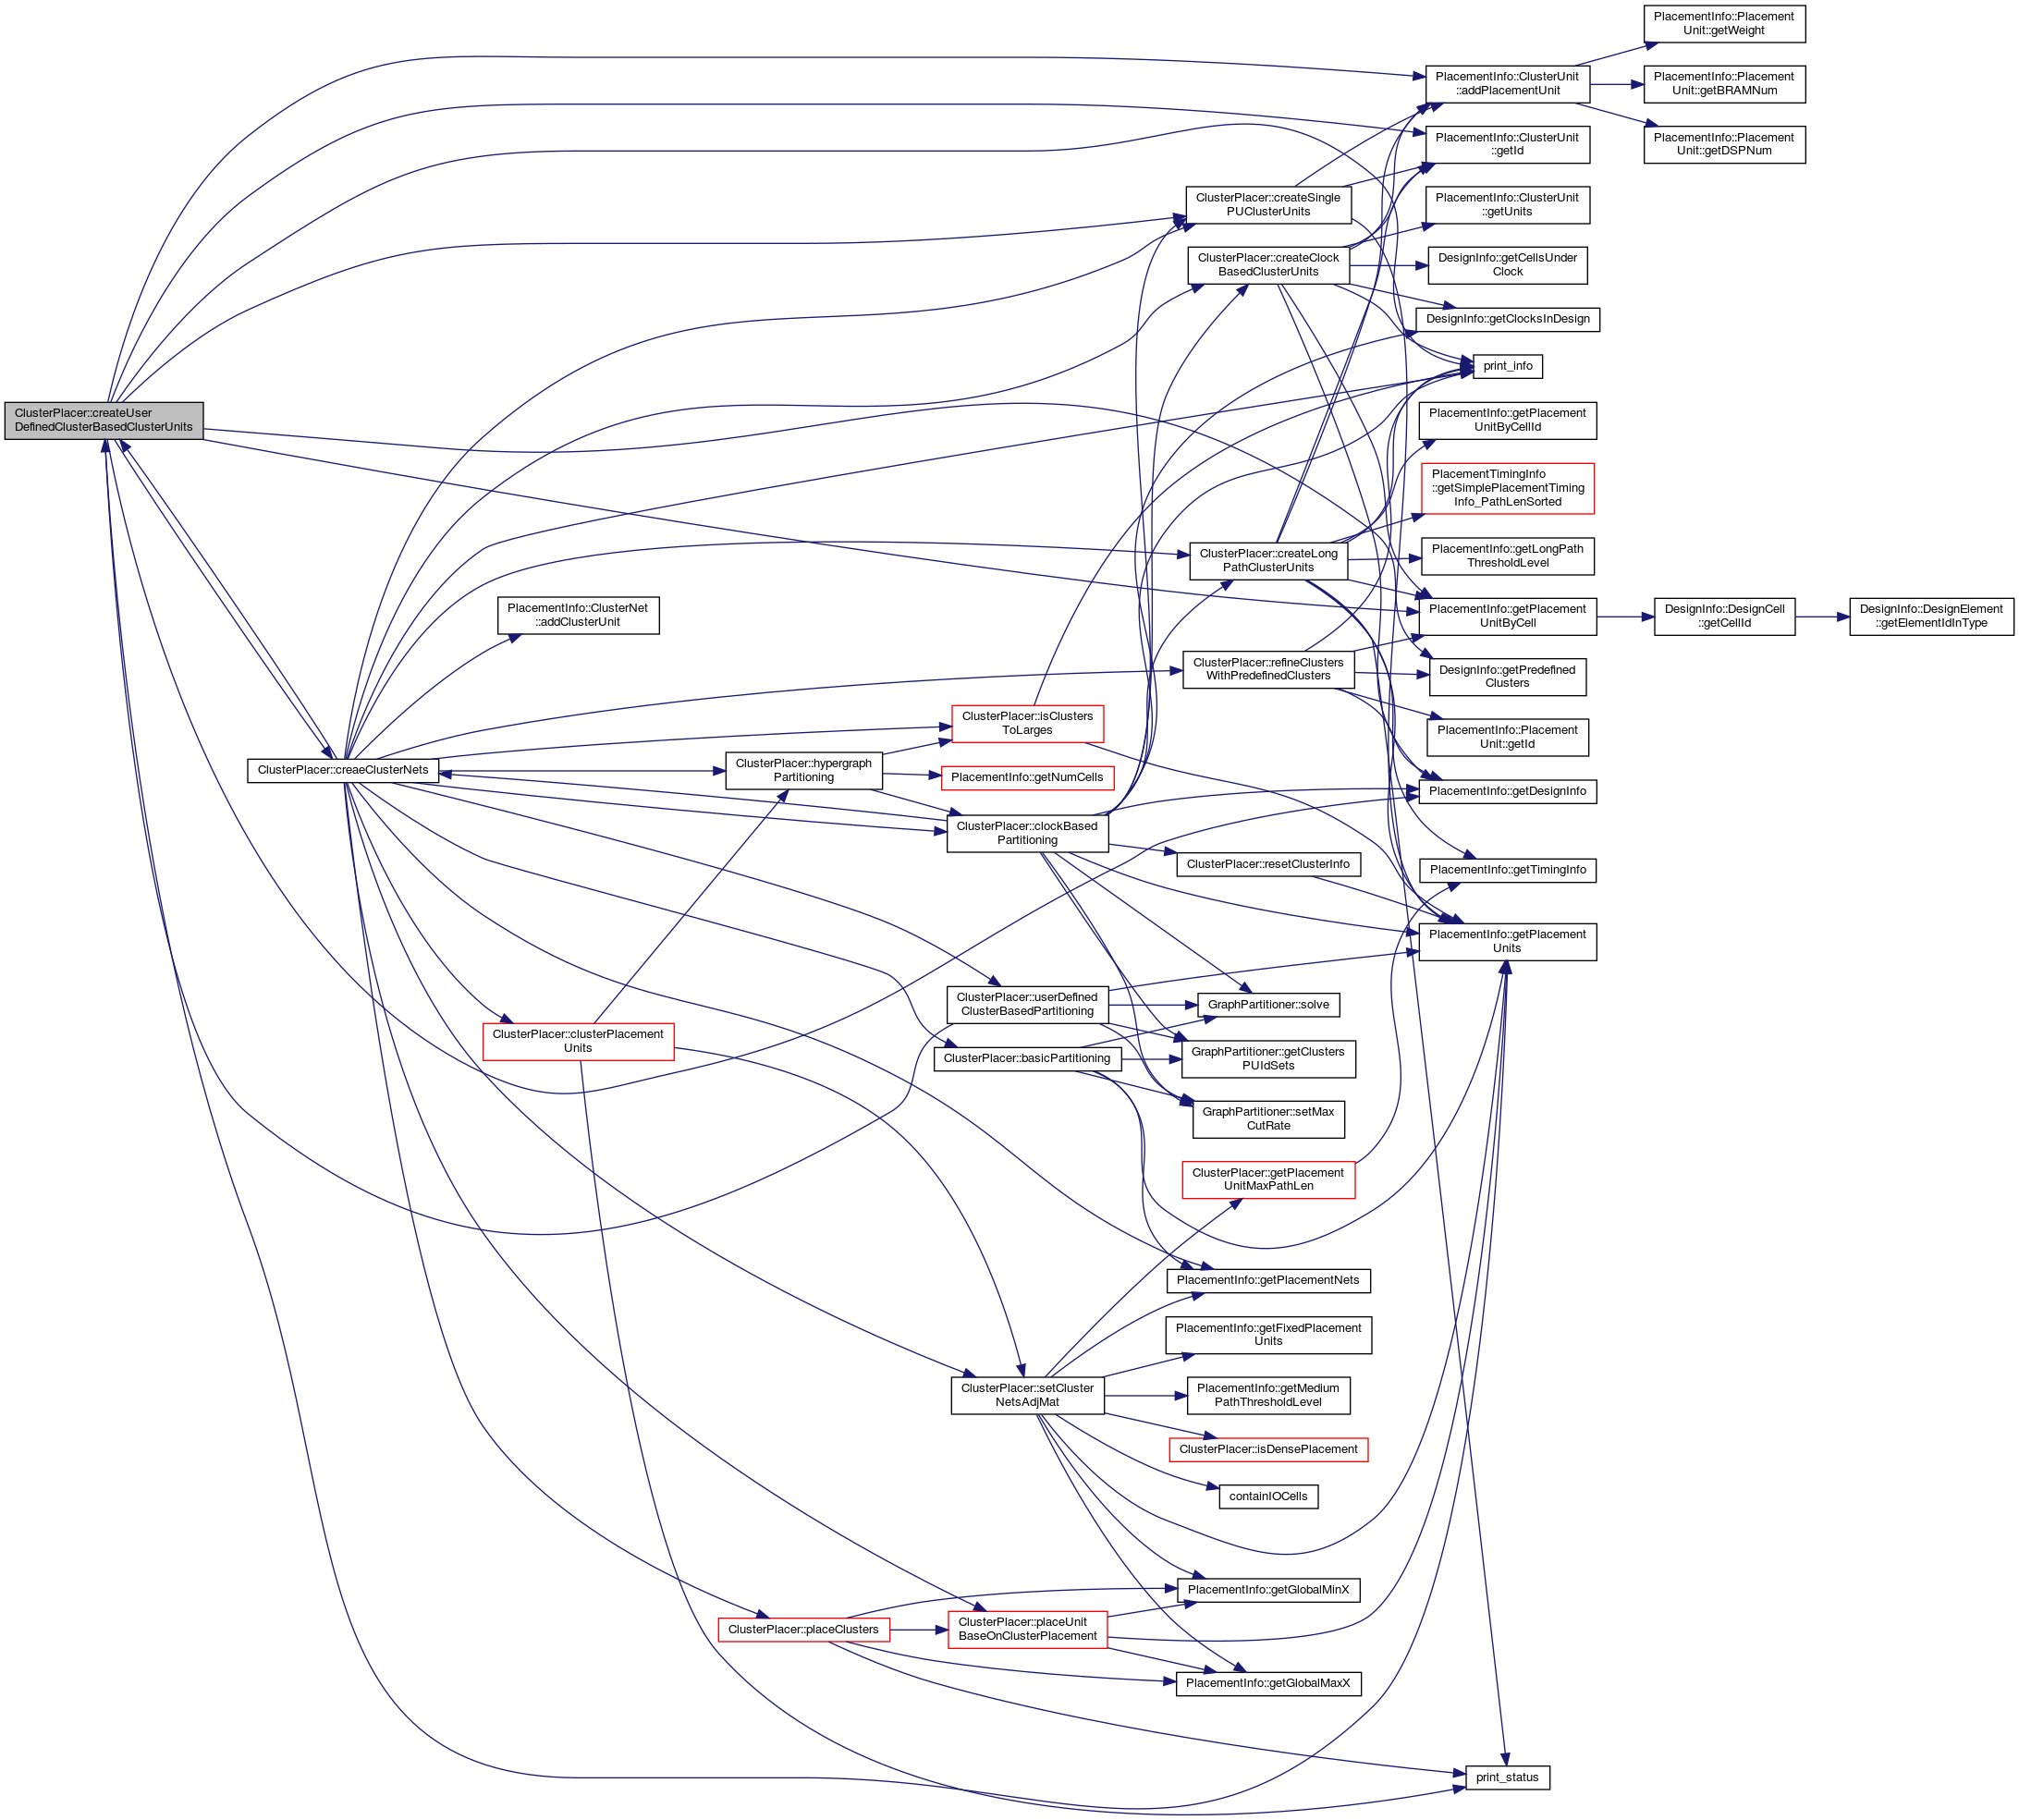 ClusterPlacer::createUser
DefinedClusterBasedClusterUnits
ClusterPlacer::creaeClusterNets
PlacementInfo::ClusterNet
::addClusterUnit
ClusterPlacer::clusterPlacement
Units
ClusterPlacer::hypergraph
Partitioning
ClusterPlacer::placeClusters
ClusterPlacer::isClusters
ToLarges
PlacementInfo::getNumCells
ClusterPlacer::clockBased
Partitioning
ClusterPlacer::userDefined
ClusterBasedPartitioning
ClusterPlacer::basicPartitioning
ClusterPlacer::setCluster
NetsAdjMat
ClusterPlacer::placeUnit
BaseOnClusterPlacement
ClusterPlacer::createSingle
PUClusterUnits
ClusterPlacer::createClock
BasedClusterUnits
ClusterPlacer::createLong
PathClusterUnits
ClusterPlacer::refineClusters
WithPredefinedClusters
ClusterPlacer::resetClusterInfo
GraphPartitioner::solve
GraphPartitioner::getClusters
PUIdSets
GraphPartitioner::setMax
CutRate
ClusterPlacer::getPlacement
UnitMaxPathLen
PlacementInfo::getPlacementNets
PlacementInfo::getFixedPlacement
Units
PlacementInfo::getMedium
PathThresholdLevel
ClusterPlacer::isDensePlacement
containIOCells
PlacementInfo::getGlobalMinX
PlacementInfo::getGlobalMaxX
PlacementInfo::ClusterUnit
::addPlacementUnit
PlacementInfo::ClusterUnit
::getId
PlacementInfo::ClusterUnit
::getUnits
DesignInfo::getCellsUnder
Clock
DesignInfo::getClocksInDesign
print_info
PlacementInfo::getPlacement
UnitByCellId
PlacementTimingInfo
::getSimplePlacementTiming
Info_PathLenSorted
PlacementInfo::getLongPath
ThresholdLevel
PlacementInfo::getPlacement
UnitByCell
DesignInfo::getPredefined
Clusters
PlacementInfo::Placement
Unit::getId
PlacementInfo::getDesignInfo
PlacementInfo::getTimingInfo
PlacementInfo::getPlacement
Units
print_status
PlacementInfo::Placement
Unit::getWeight
PlacementInfo::Placement
Unit::getBRAMNum
PlacementInfo::Placement
Unit::getDSPNum
DesignInfo::DesignCell
::getCellId
DesignInfo::DesignElement
::getElementIdInType